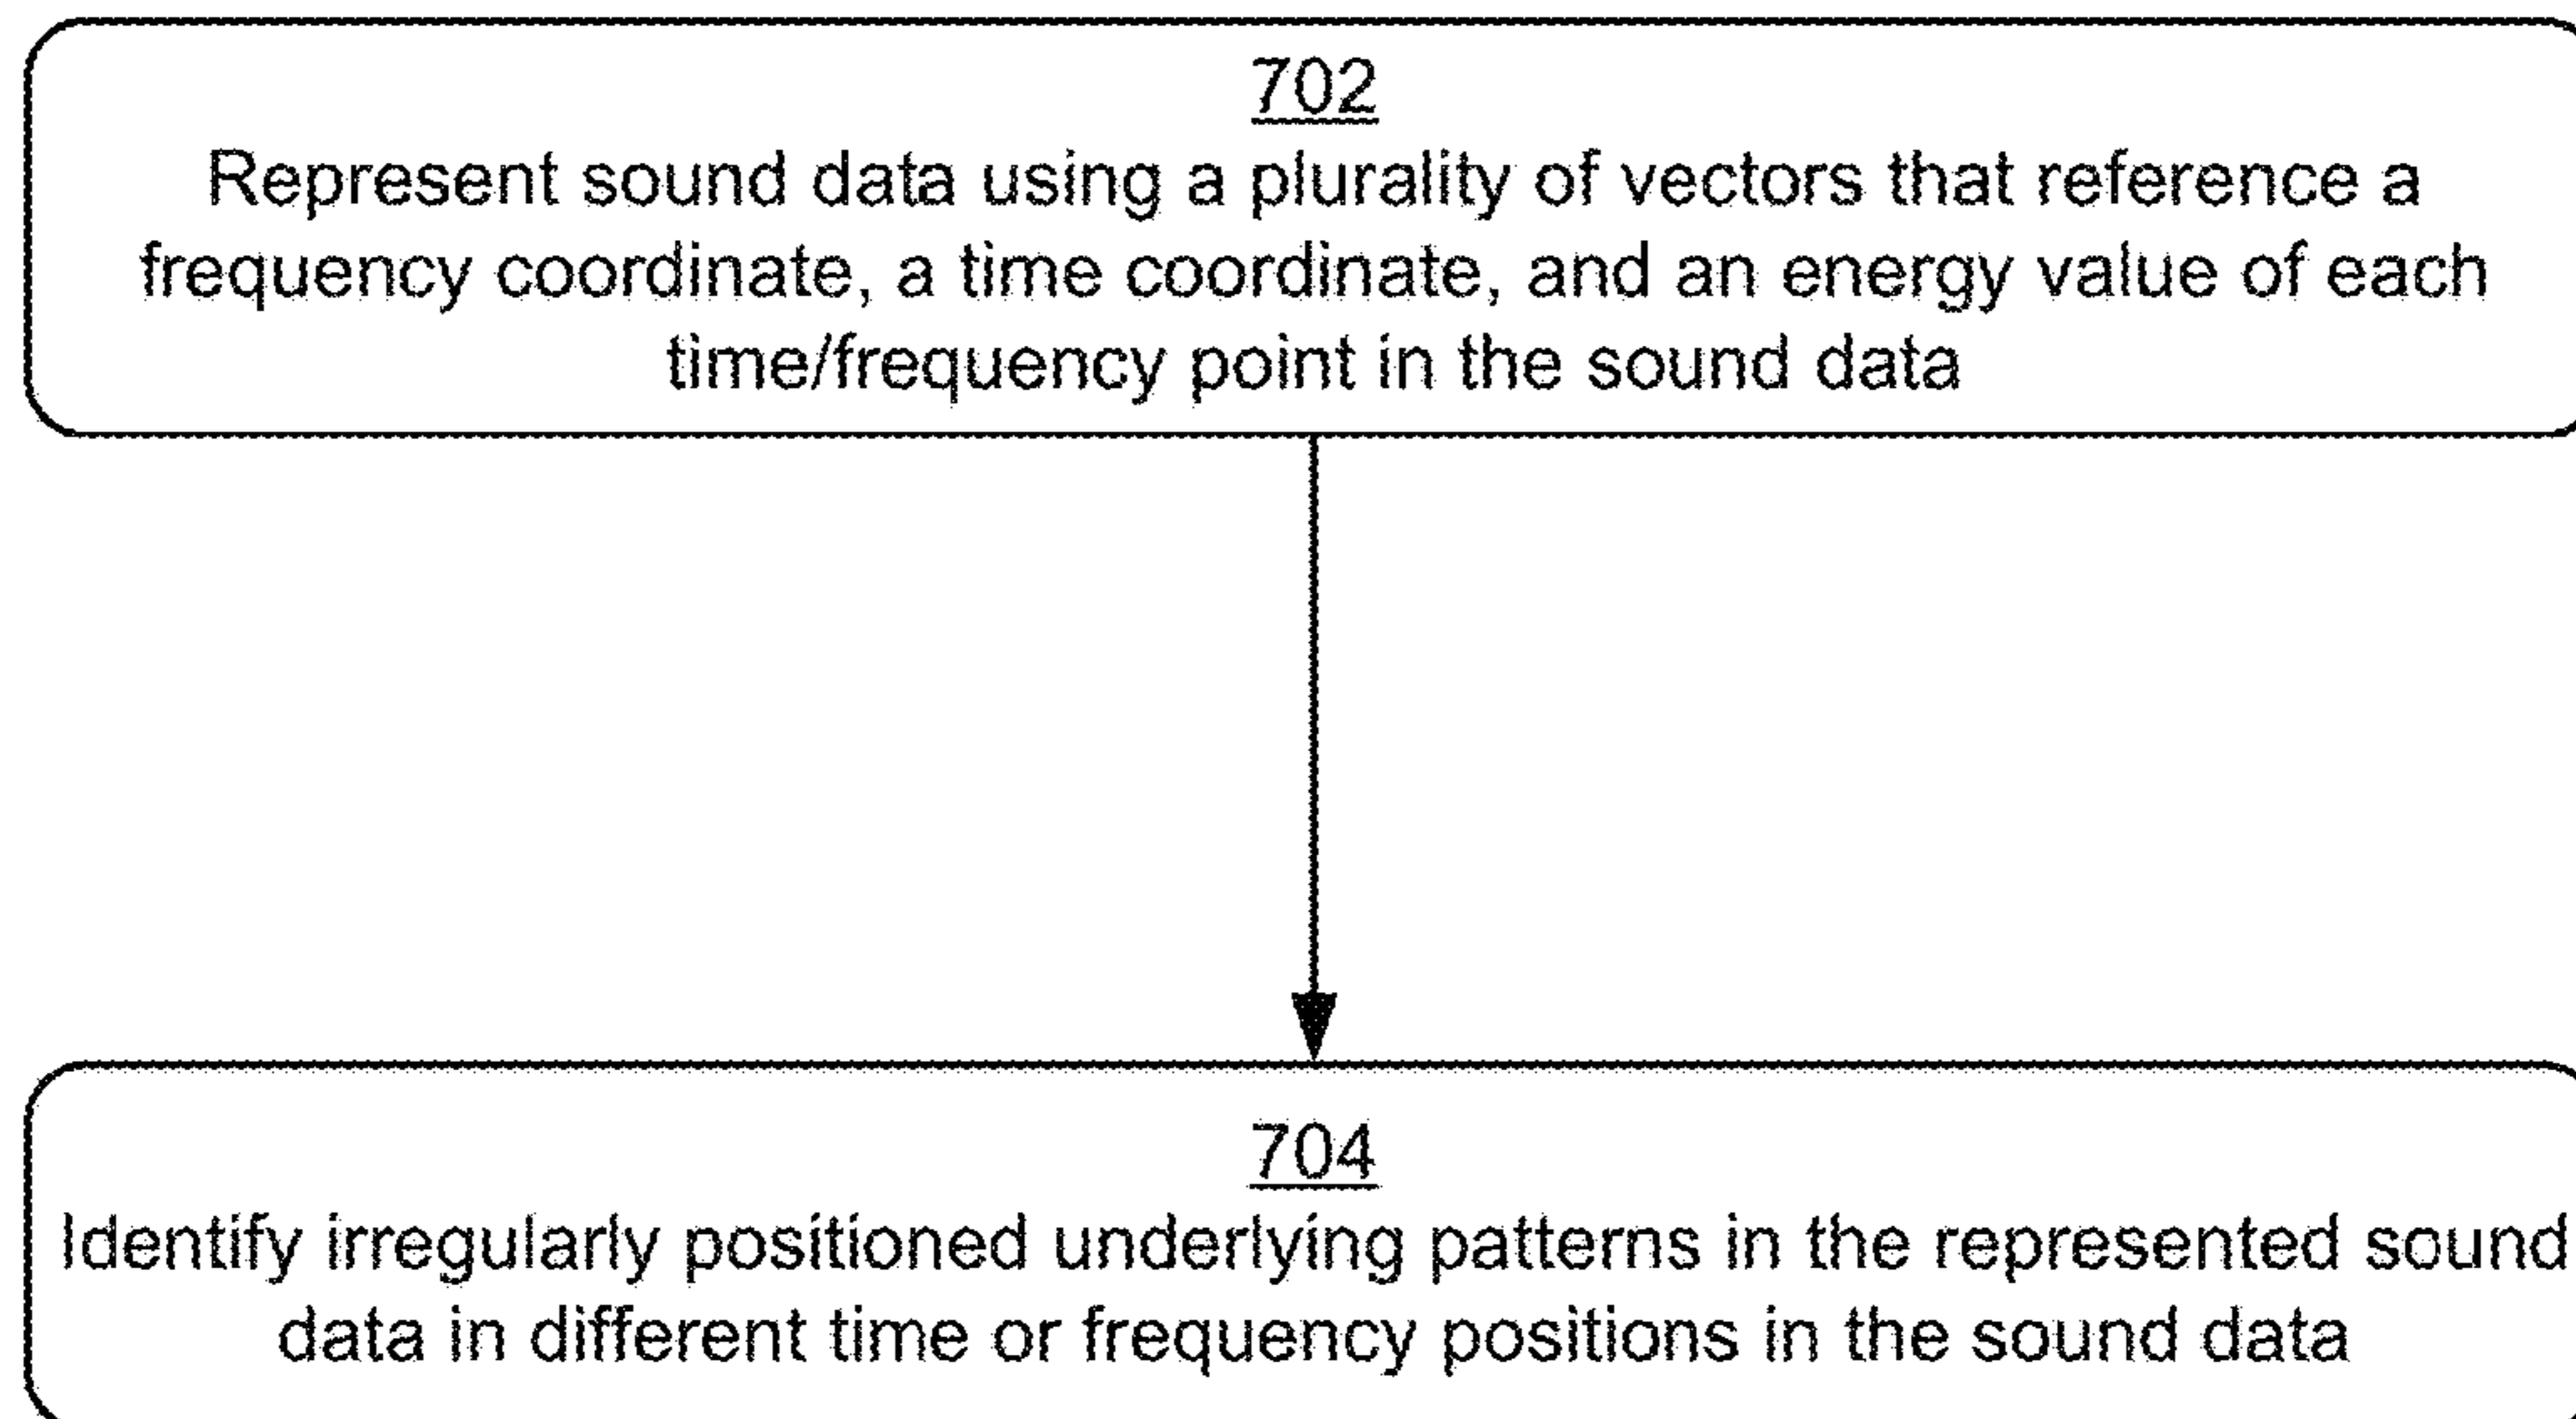 702
Represent sound data using a plurality of vectors that reference a
frequency coordinate, a time coordinate, and an energy value of each
time/frequency point in the sound data
704
Identify irregularly positioned underlying patterns in the represented sound
data in different time or frequency positions in the sound data